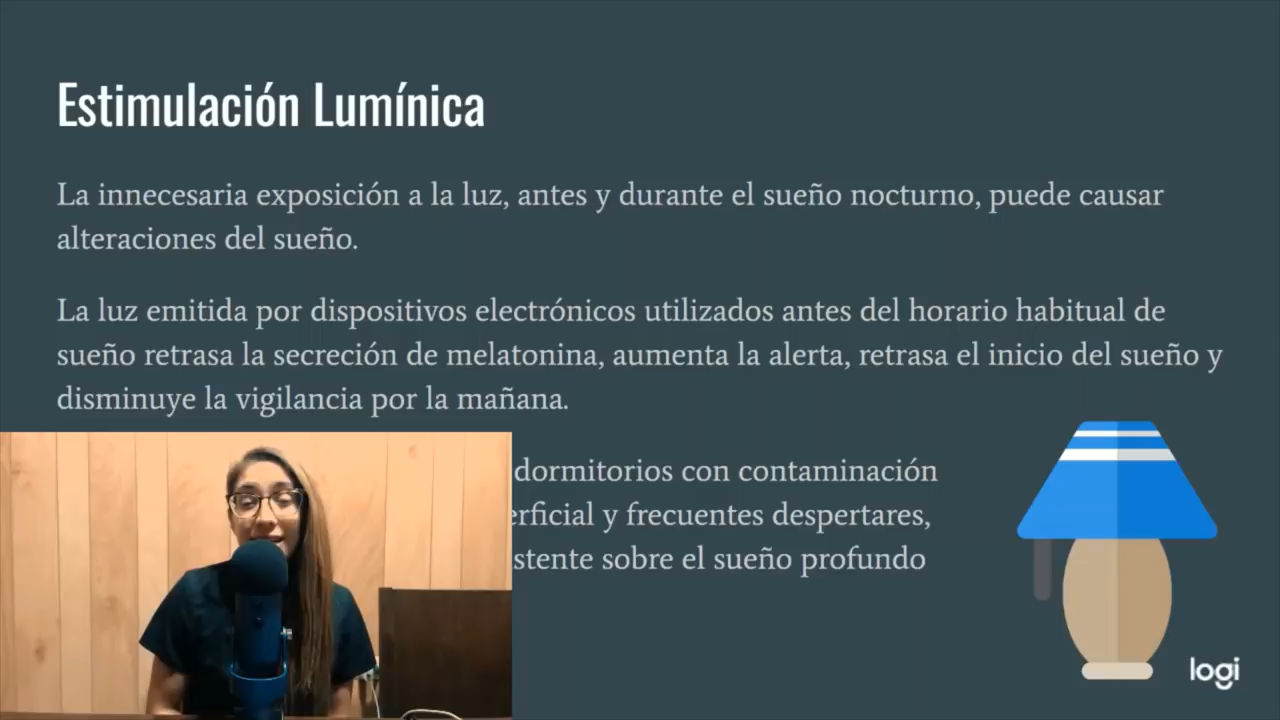 Estimulación Lumínica
La innecesaria exposición a la luz, antes y durante el sueño nocturno, puede causar
alteraciones del sueño.
La luz emitida por dispositivos electrónicos utilizados antes del horario habitual de
sueño retrasa la secreción de melatonina, aumenta la alerta, retrasa el inicio del sueño y
disminuye la vigilancia por la mañana.
dormitorios con contaminación
y frecuentes despertares,
sobre el sueño profundo
logi